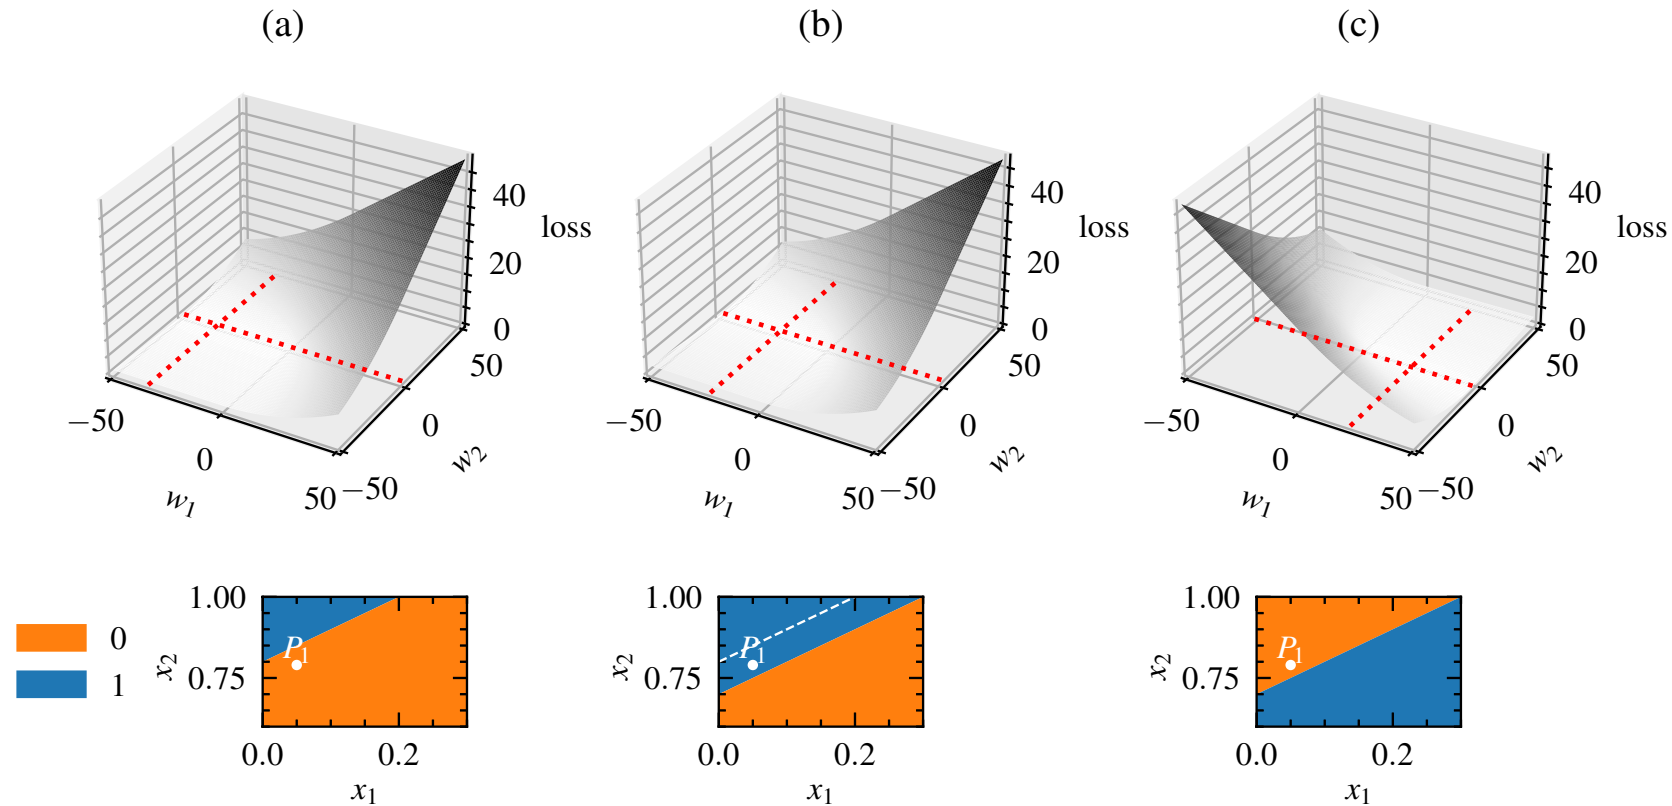 (a) (b) (c)
40 40 40
loss loss loss
20 20 20
0 0 0
50 50 50
−50 0 −50 0 −50 0
0 w2 0 w2 0 w2
w1 50 −50 w1 50 −50 w1 50 −50
1.00 1.00 1.00
0
P1 P1 P1
x2 x2 x2
1 0.75 0.75 0.75
0.0 0.2 0.0 0.2 0.0 0.2
x1 x1 x1